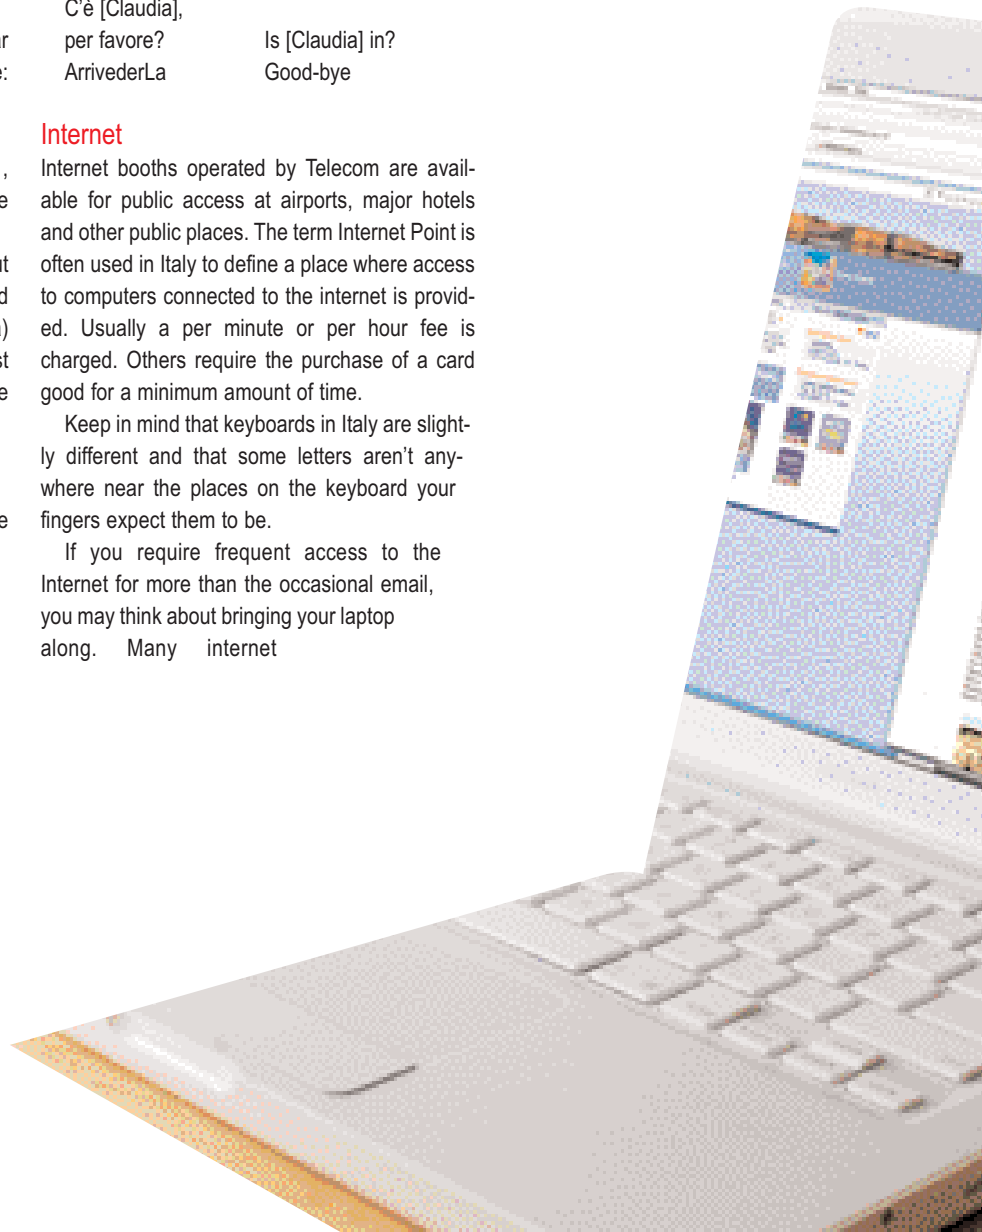 C'è [Claudia],
per favore? Is [Claudia] in?
ArrivederLa Good-bye
Internet
Internet booths operated by Telecom are avail-
able for public access at airports, major hotels
and other public places. The term Internet Point is
often used in Italy to define a place where access
to computers connected to the internet is provid-
ed. Usually a per minute or per hour fee is
charged. Others require the purchase of a card
good for a minimum amount of time.
Keep in mind that keyboards in Italy are slight-
ly different and that some letters aren't any-
where near the places on the keyboard your
fingers expect them to be.
If you require frequent access to the
Internet for more than the occasional email,
you may think about bringing your laptop
along. Many internet